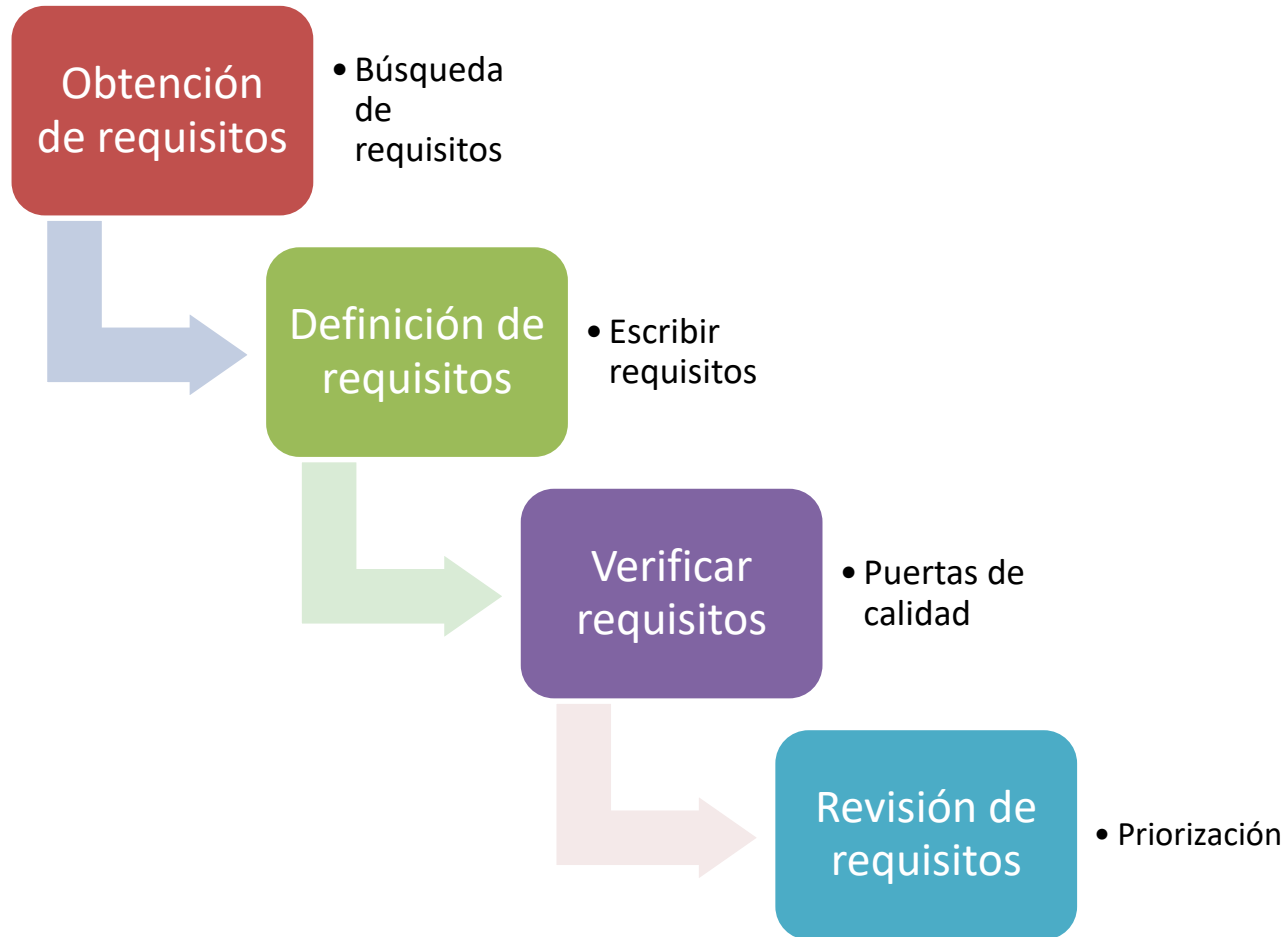 Obtención
de requisitos
• Búsqueda
de
requisitos
Definición de
requisitos
• Escribir
requisitos
Verificar
requisitos
• Puertas de
calidad
Revisión de
requisitos
• Priorización